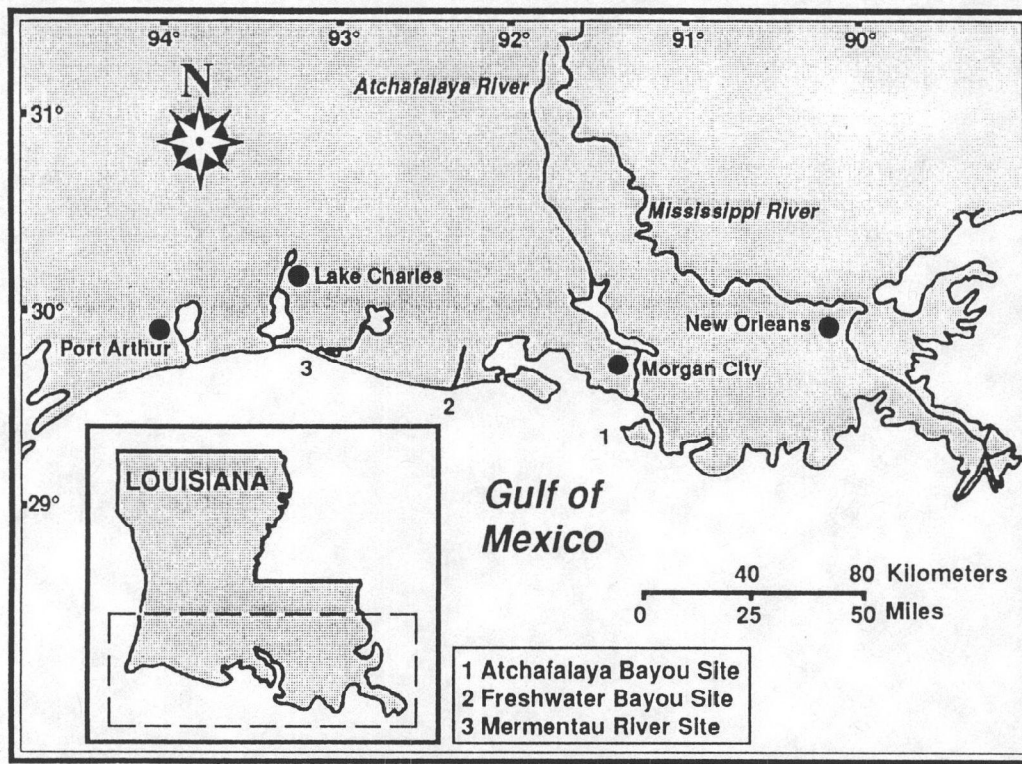 94°
93°
92°
91°
90°
N
Atchafalaya River
31°
Mississippi River
Lake Charles
30°
New Orleans
Port Arthur
Morgan City
3
2
1
LOUISIANA
Gulf of
Mexico
29°
40 80 Kilometers
0 25 50 Miles
1 Atchafalaya Bayou Site
2 Freshwater Bayou Site
3 Mermentau River Site